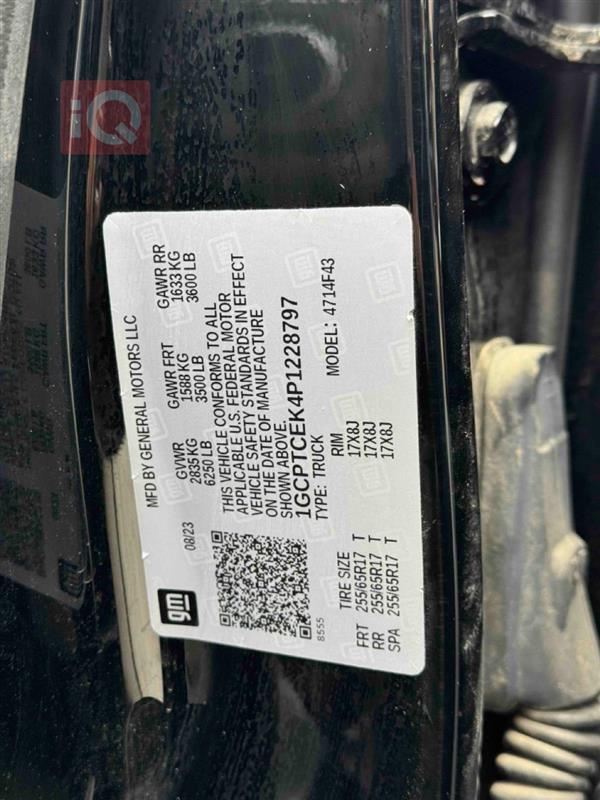 iQ
MFD BY GENERAL MOTORS LLC
08/23 GVWR GAWR FRT GAWR RR
2835 KG 1588 KG 1633 KG
6250 LB 3500 LB 3600 LB
THIS VEHICLE CONFORMS TO ALL
APPLICABLE U.S. FEDERAL MOTOR
VEHICLE SAFETY STANDARDS IN EFFECT
ON THE DATE OF MANUFACTURE
SHOWN ABOVE.
1GCPTCEK4P1228797
TYPE: TRUCK MODEL: 4714F43
gm
8555
TIRE SIZE RIM
FRT 255/65R17 T 17X8J
RR 255/65R17 T 17X8J
SPA 255/65R17 T 17X8J